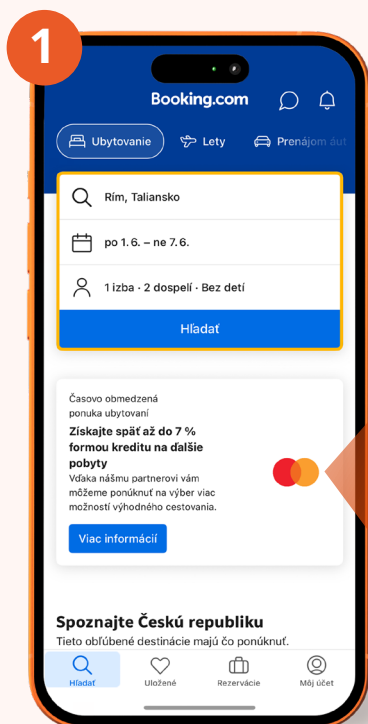 1
Booking.com
Ubytovanie
Lety
Prenájom áut
Rím, Taliansko
po 1. 6. – ne 7. 6.
1 izba · 2 dospelí · Bez detí
Hľadať
Časovo obmedzená
ponuka ubytovaní
Získajte späť až do 7 %
formou kreditu na ďalšie
pobyty
Vďaka nášmu partnerovi vám
môžeme ponúknuť na výber viac
možností výhodného cestovania.
Viac informácií
Spoznajte Českú republiku
Tieto obľúbené destinácie majú čo ponúknuť.
Hľadať
Uložené
Rezervácie
Môj účet